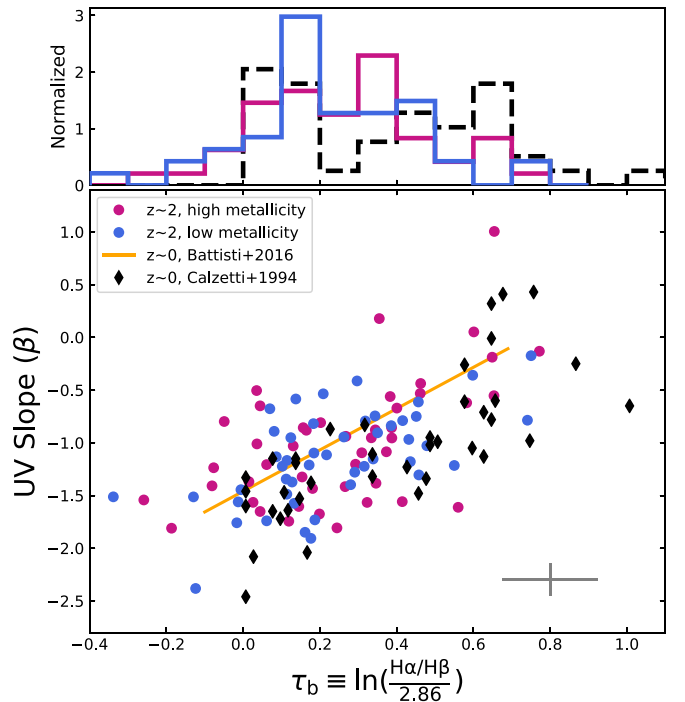 3
2
1
0
Normalized
z~2, high metallicity
z~2, low metallicity
z~0, Battisti+2016
z~0, Calzetti+1994
1.0
0.5
0.0
−0.5
−1.0
−1.5
−2.0
−2.5
UV Slope (β)
−0.4 −0.2 0.0 0.2 0.4 0.6 0.8 1.0
τb ≡ ln(Hα/Hβ / 2.86)